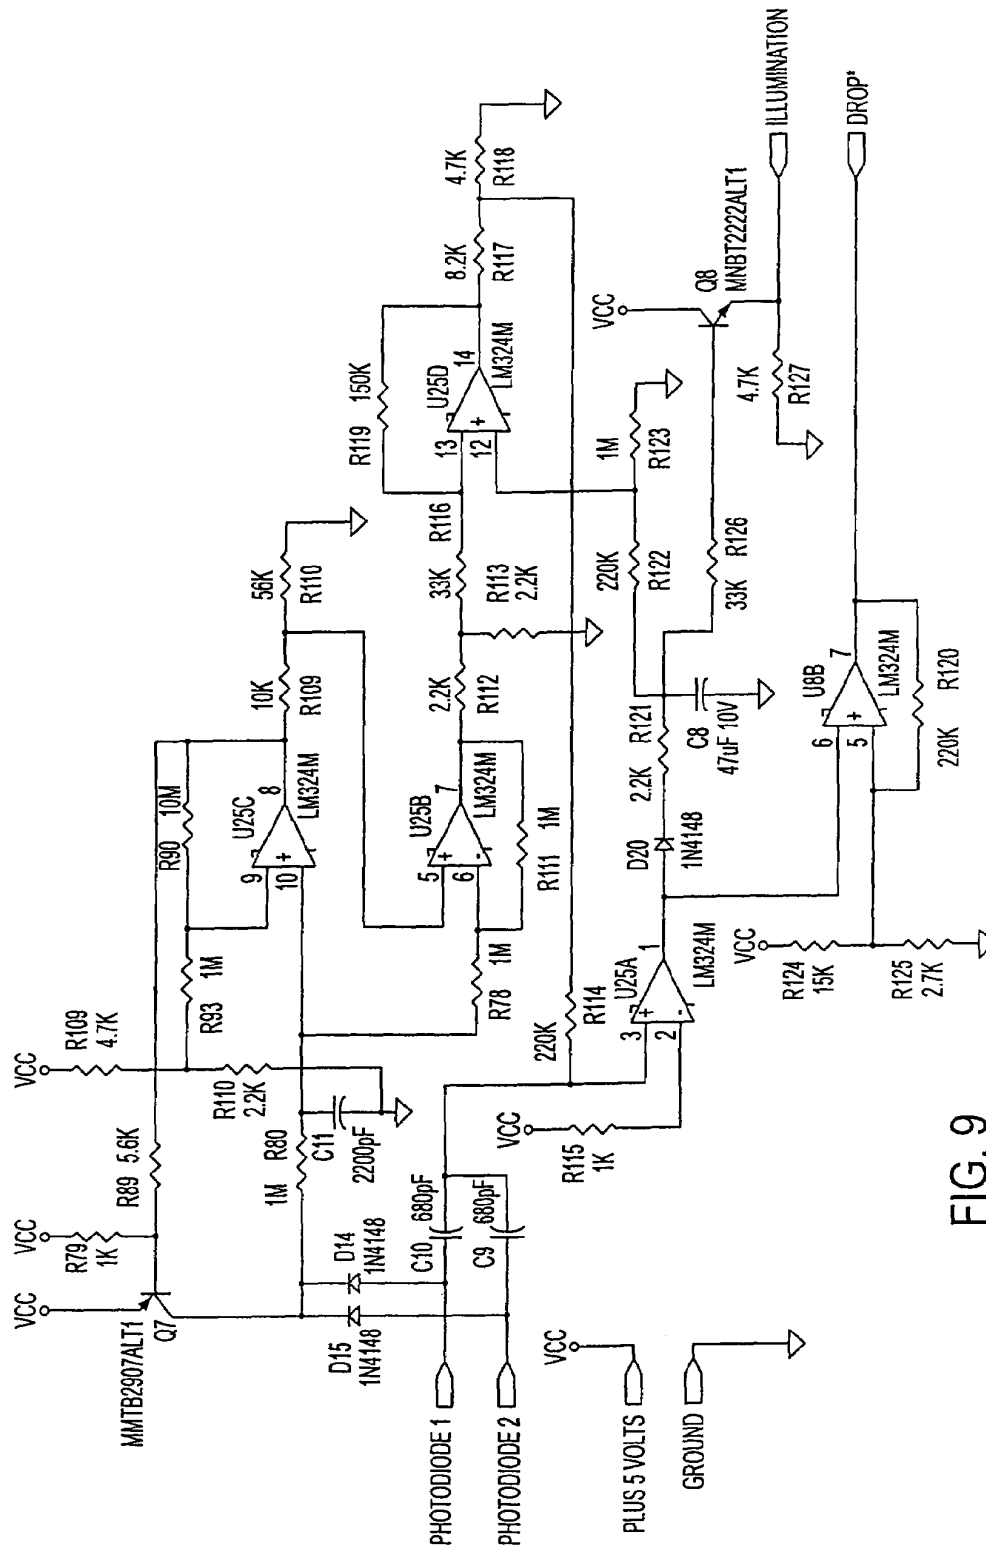 VCC
VCC
VCC
R109
4.7K
MMTB2907ALT1
Q7
R79
1K
R89 5.6K
R93
1M
R90
10M
U25C
9
10
8
+
LM324M
10K
R109
56K
R110
R110
2.2K
1M
R80
C11
2200pF
D14
1N4148
D15
1N4148
R78
1M
U25B
5
6
7
+
-
LM324M
R111
1M
2.2K
R112
R113
2.2K
33K
R116
R119
150K
U25D
13
12
14
+
LM324M
8.2K
R117
4.7K
R118
PHOTODIODE 1
PHOTODIODE 2
C10
680pF
C9
680pF
220K
R114
VCC
R115
1K
U25A
3
2
1
+
-
LM324M
D20
1N4148
2.2K
R121
C8
47uF 10V
220K
R122
1M
R123
33K
R126
VCC
Q8
MNBT2222ALT1
4.7K
R127
ILLUMINATION
VCC
PLUS 5 VOLTS
GROUND
VCC
R124
15K
R125
2.7K
U8B
6
5
7
+
LM324M
220K
R120
DROP*
FIG. 9